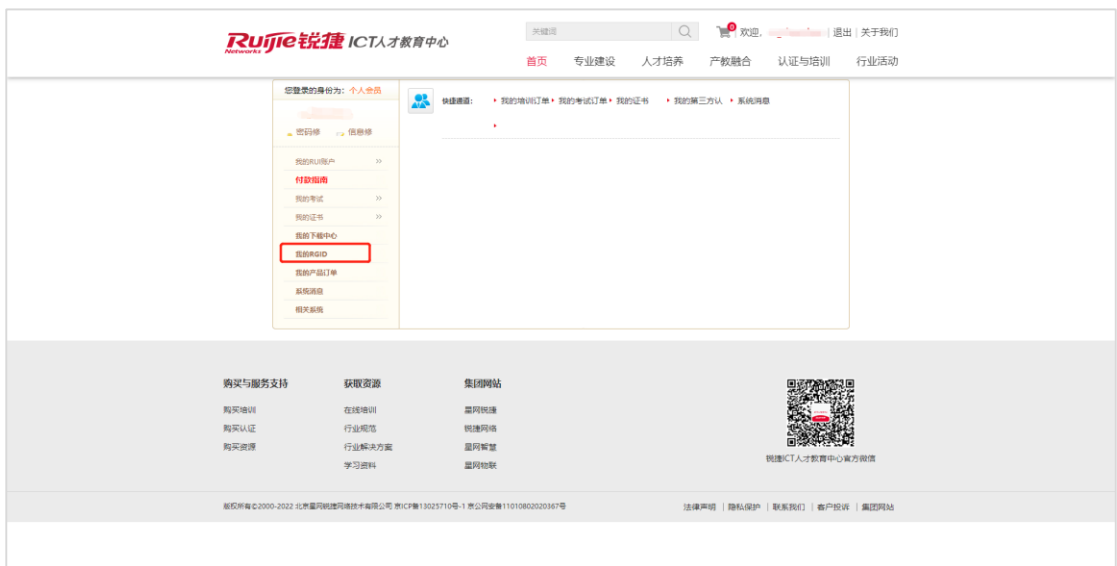 Ruijie锐捷 ICT人才教育中心
Networks
关键词
0
欢迎,
退出 | 关于我们
首页 专业建设 人才培养 产教融合 认证与培训 行业活动
您登录的身份为: 个人会员
密码修 信息修
我的RUI账户 >>
付款指南
我的考试 >>
我的证书 >>
我的下载中心
我的RGID
我的产品订单
系统消息
相关系统
快捷通道: 我的培训订单 我的考试订单 我的证书 我的第三方认 系统消息
购买与服务支持
购买培训
购买认证
购买资源
获取资源
在线培训
行业规范
行业解决方案
学习资料
集团网站
星网锐捷
锐捷网络
星网智慧
星网物联
锐捷ICT人才教育中心官方微信
版权所有©2000-2022 北京星网锐捷网络技术有限公司 京ICP备13025710号-1 京公网安备11010802020367号
法律声明 | 隐私保护 | 联系我们 | 客户投诉 | 集团网站